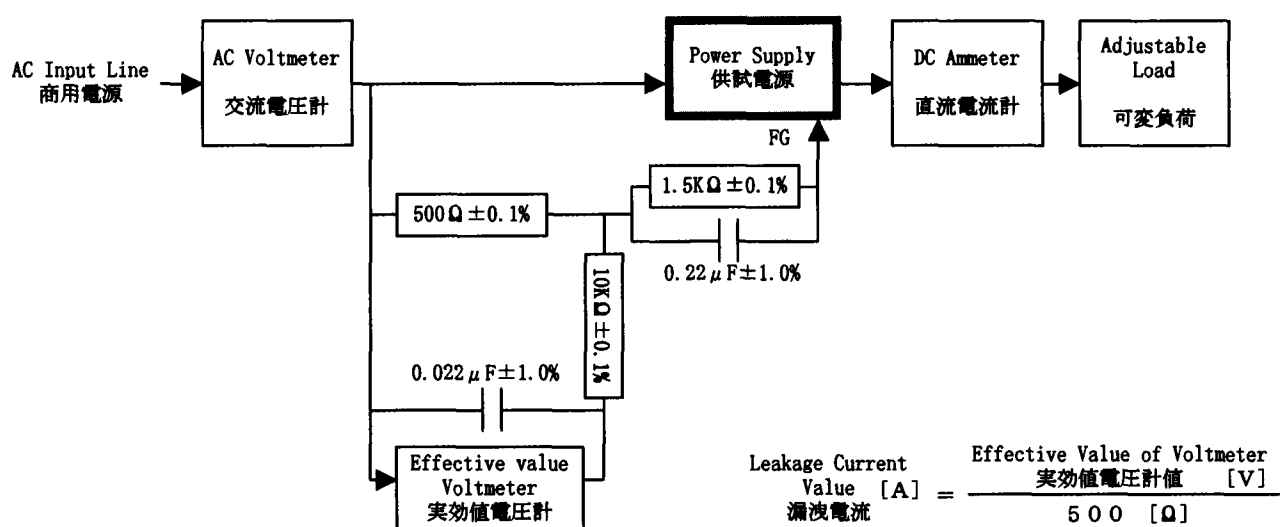 AC Input Line
商用電源
AC Voltmeter
交流電圧計
Power Supply
供試電源
DC Ammeter
直流電流計
Adjustable
Load
可変負荷
FG
1.5KΩ±0.1%
500Ω±0.1%
0.22μF±1.0%
10KΩ±0.1%
0.022μF±1.0%
Effective value
Voltmeter
実効値電圧計
Leakage Current
Value [A] =
漏洩電流
Effective Value of Voltmeter
実効値電圧計値 [V]
500 [Ω]